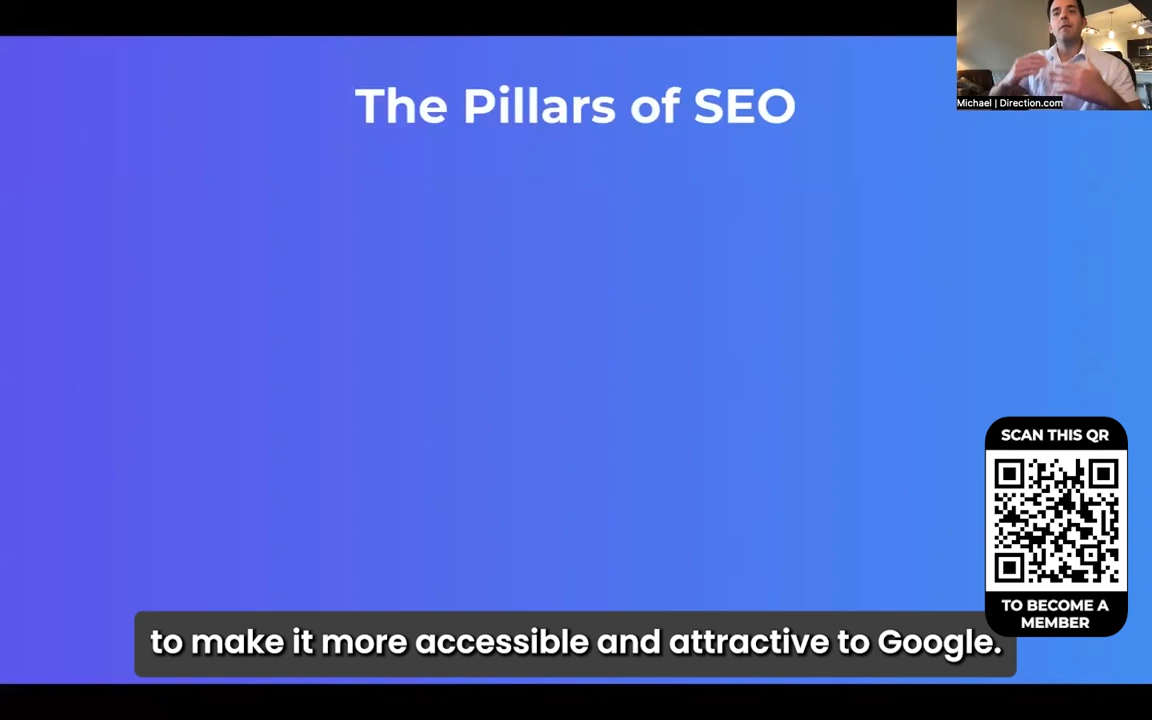 The Pillars of SEO
Michael | Direction.com
SCAN THIS QR
TO BECOME A
MEMBER
to make it more accessible and attractive to Google.